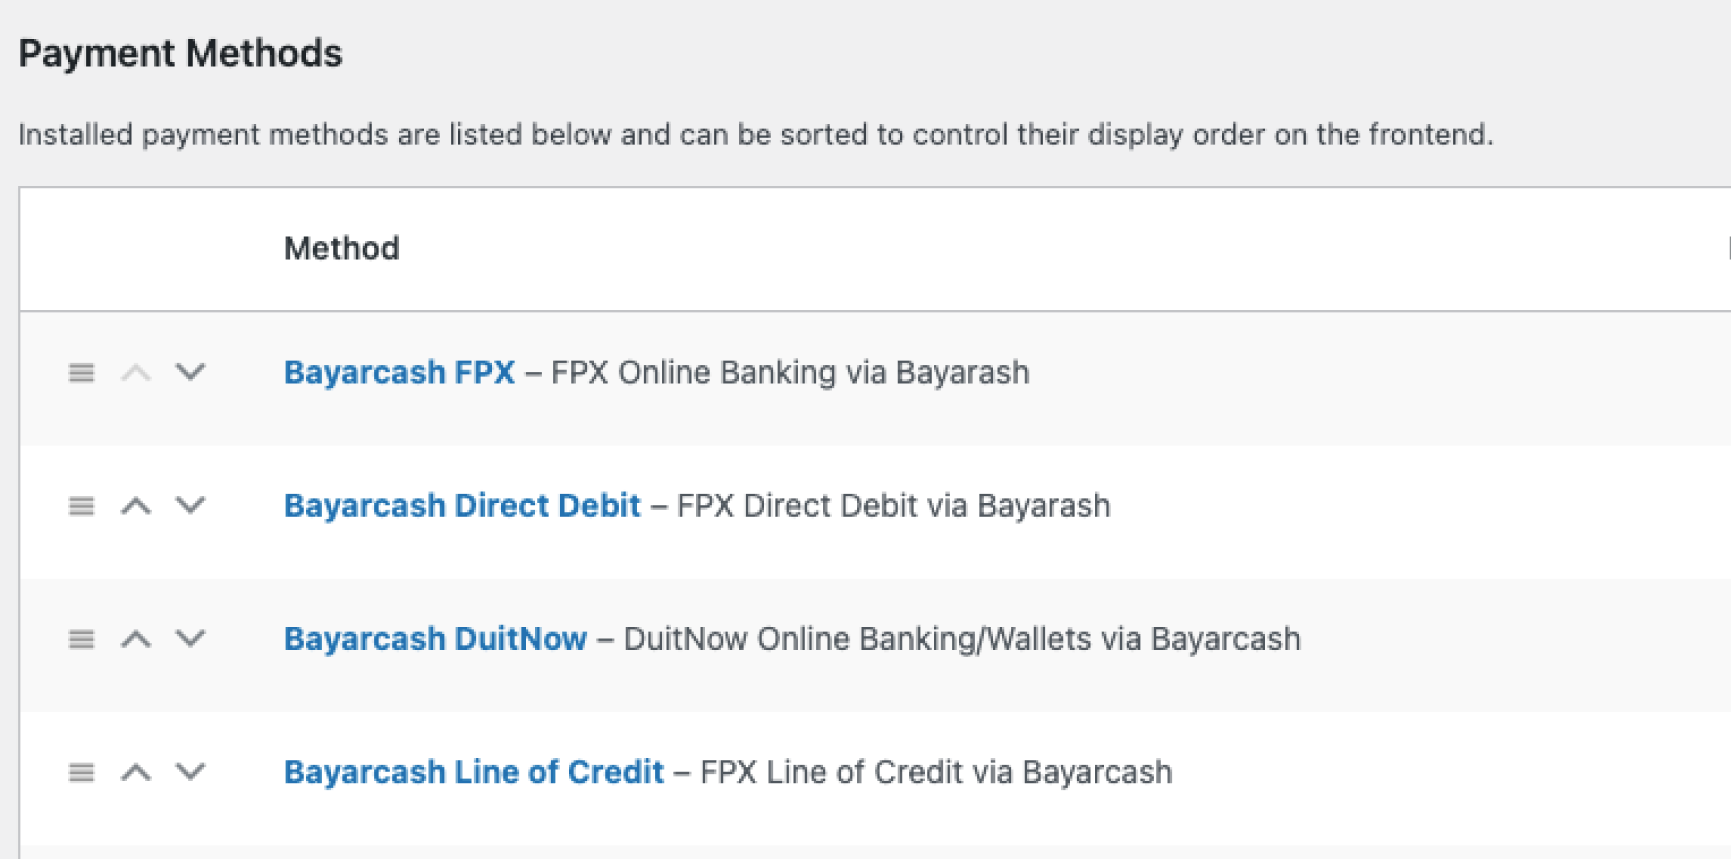 Payment Methods
Installed payment methods are listed below and can be sorted to control their display order on the frontend.
Method
Bayarcash FPX – FPX Online Banking via Bayarash
Bayarcash Direct Debit – FPX Direct Debit via Bayarash
Bayarcash DuitNow – DuitNow Online Banking/Wallets via Bayarcash
Bayarcash Line of Credit – FPX Line of Credit via Bayarcash